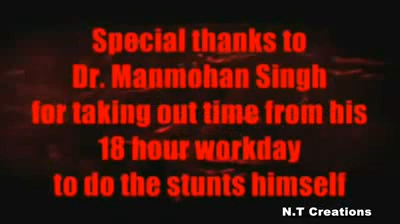 Special thanks to
Dr. Manmohan Singh
for taking out time from his
18 hour workday
to do the stunts himself
N.T Creations